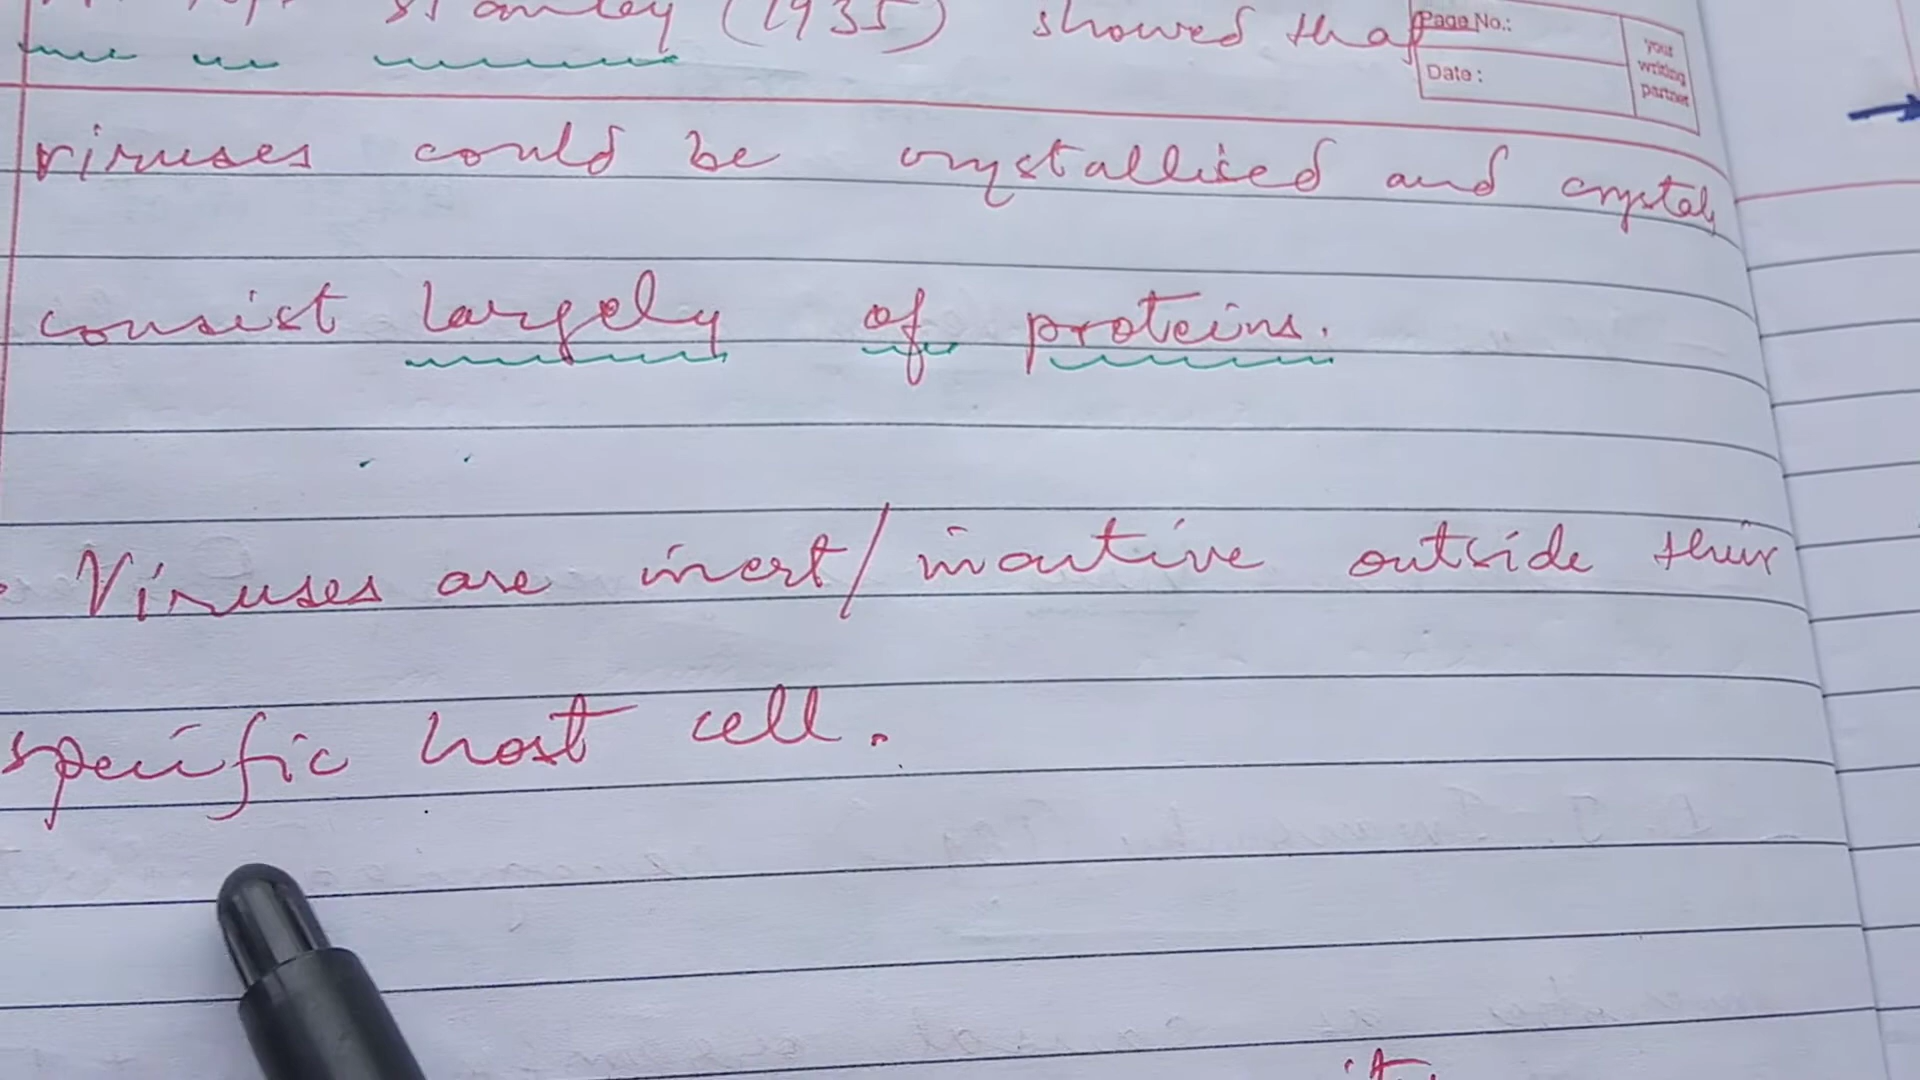 Stanley (1935) showed that
Page No.:
Date:
your
writing
partner
viruses could be crystallised and crystals
consist largely of proteins.
Viruses are inert/inactive outside their
specific host cell.